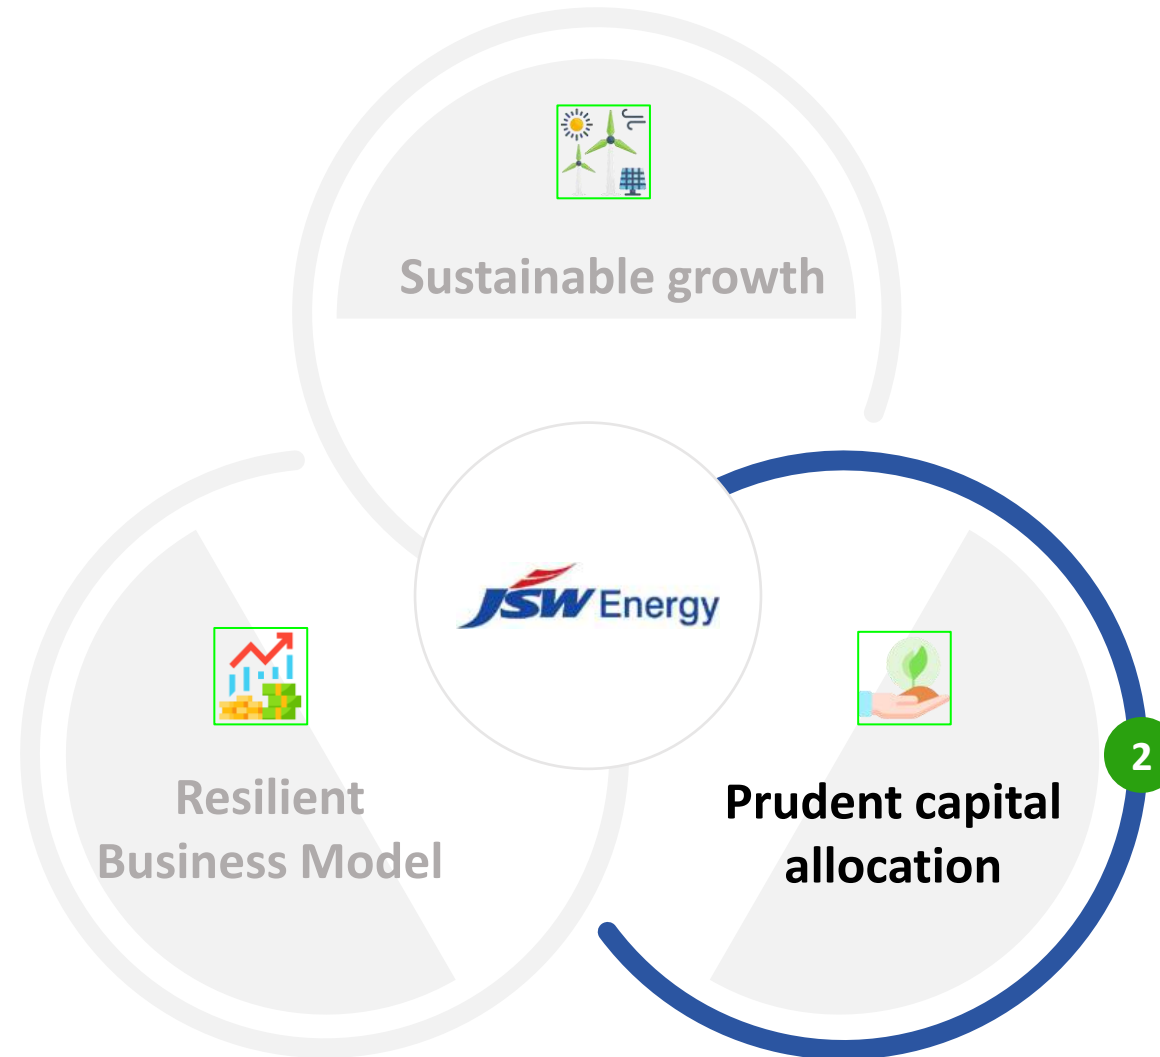 Sustainable growth
JSW Energy
Resilient
Business Model
Prudent capital
allocation
2